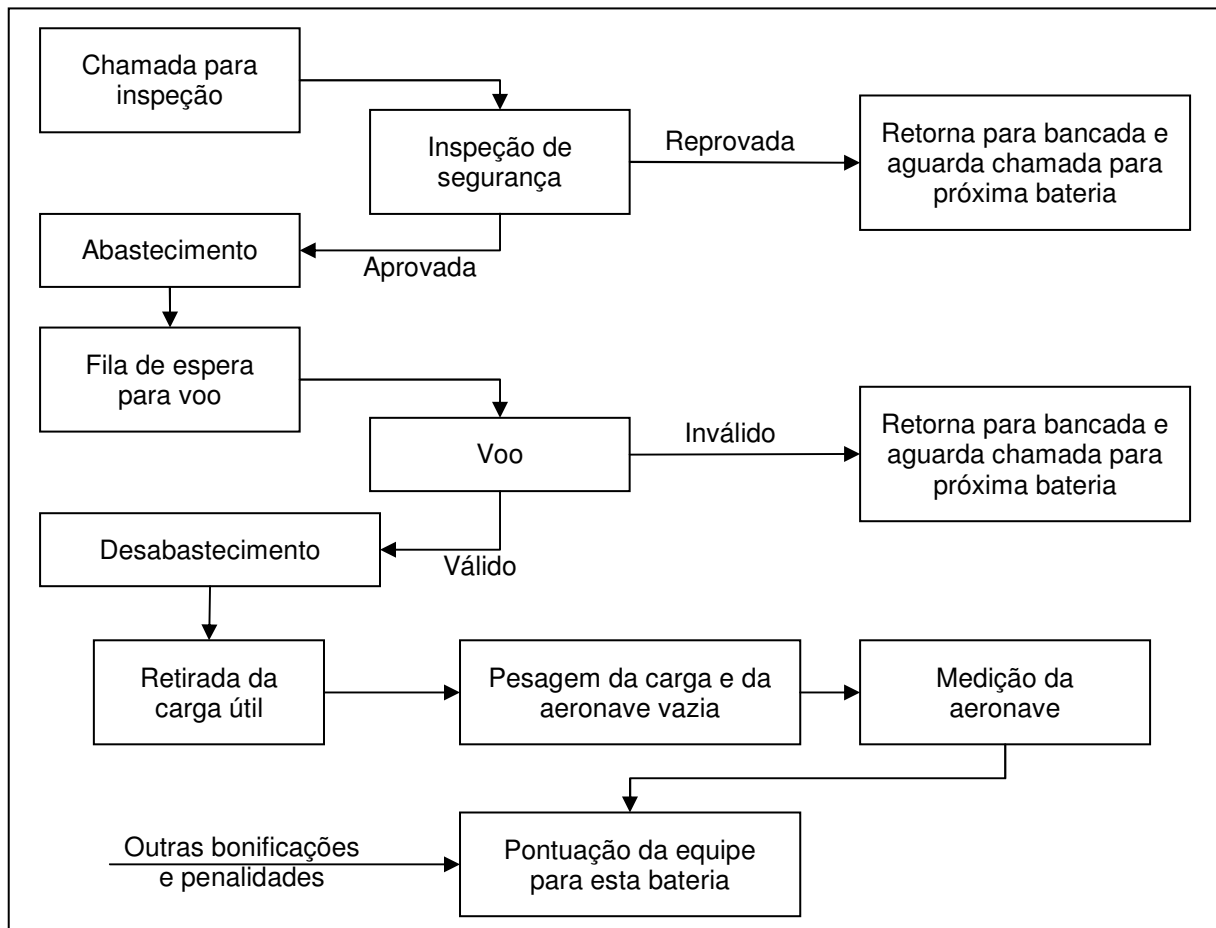 Chamada para
inspeção
Inspeção de
segurança
Reprovada
Retorna para bancada e
aguarda chamada para
próxima bateria
Abastecimento
Aprovada
Fila de espera
para voo
Voo
Inválido
Retorna para bancada e
aguarda chamada para
próxima bateria
Desabastecimento
Válido
Retirada da
carga útil
Pesagem da carga e da
aeronave vazia
Medição da
aeronave
Outras bonificações
e penalidades
Pontuação da equipe
para esta bateria